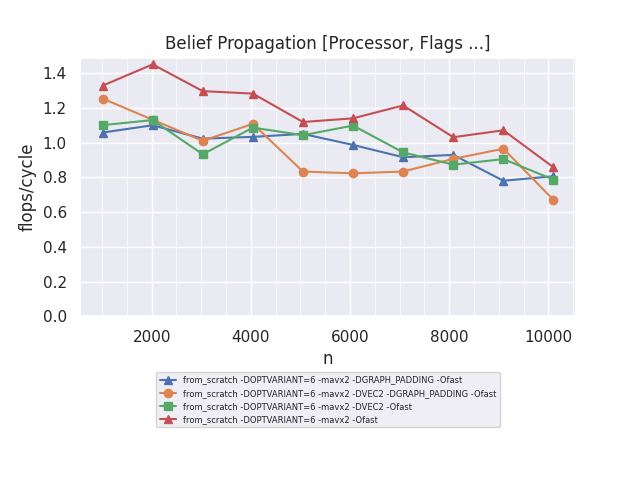 Belief Propagation [Processor, Flags ...]
1.4
1.2
1.0
0.8
0.6
0.4
0.2
0.0
flops/cycle
2000 4000 6000 8000 10000
n
from_scratch -DOPTVARIANT=6 -mavx2 -DGRAPH_PADDING -Ofast
from_scratch -DOPTVARIANT=6 -mavx2 -DVEC2 -DGRAPH_PADDING -Ofast
from_scratch -DOPTVARIANT=6 -mavx2 -DVEC2 -Ofast
from_scratch -DOPTVARIANT=6 -mavx2 -Ofast